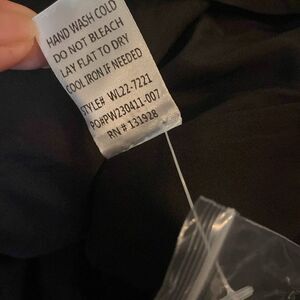 HAND WASH COLD
DO NOT BLEACH
LAY FLAT TO DRY
COOL IRON IF NEEDED
STYLE# WL22-7221
PO#PW230411-007
RN # 131928